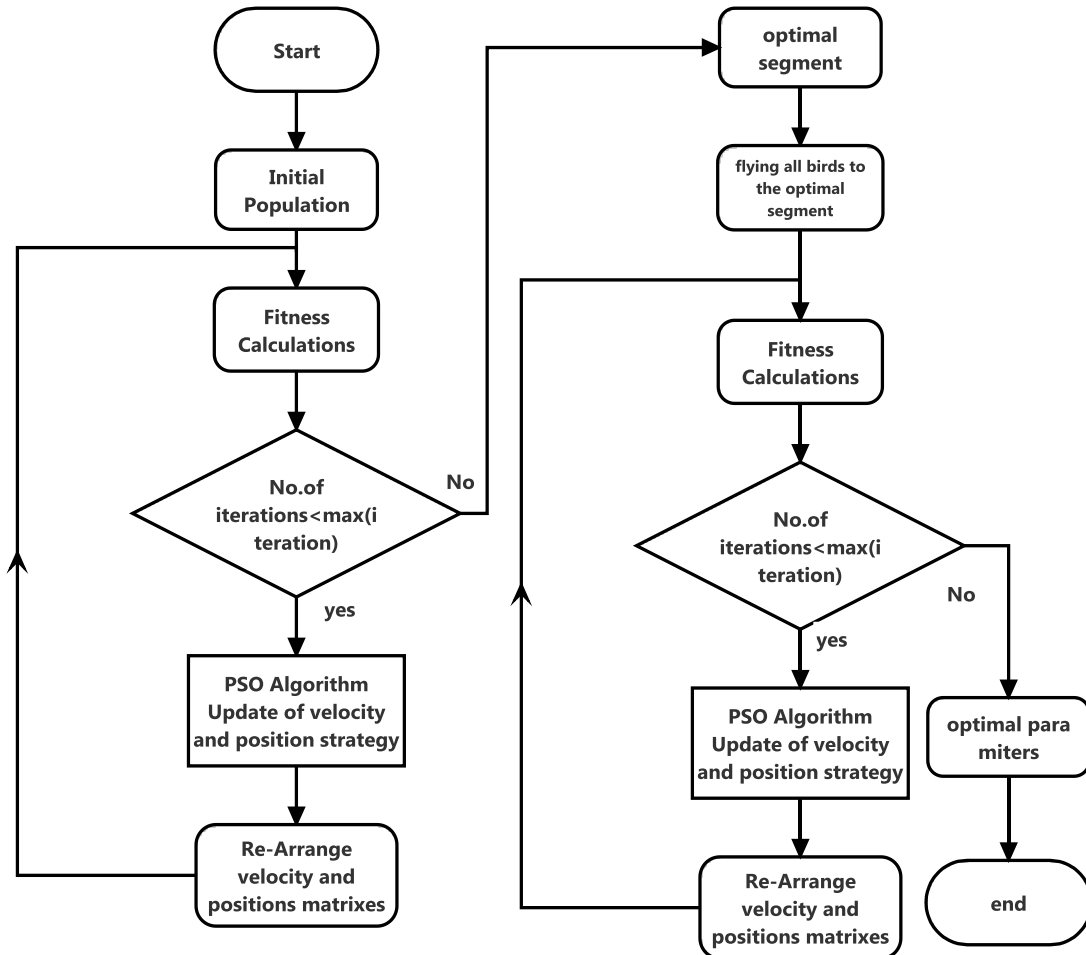 Start
Initial
Population
Fitness
Calculations
No.of
iterations<max(i
teration)
No
yes
PSO Algorithm
Update of velocity
and position strategy
Re-Arrange
velocity and
positions matrixes
optimal
segment
flying all birds to
the optimal
segment
Fitness
Calculations
No.of
iterations<max(i
teration)
No
yes
PSO Algorithm
Update of velocity
and position strategy
Re-Arrange
velocity and
positions matrixes
optimal para
miters
end